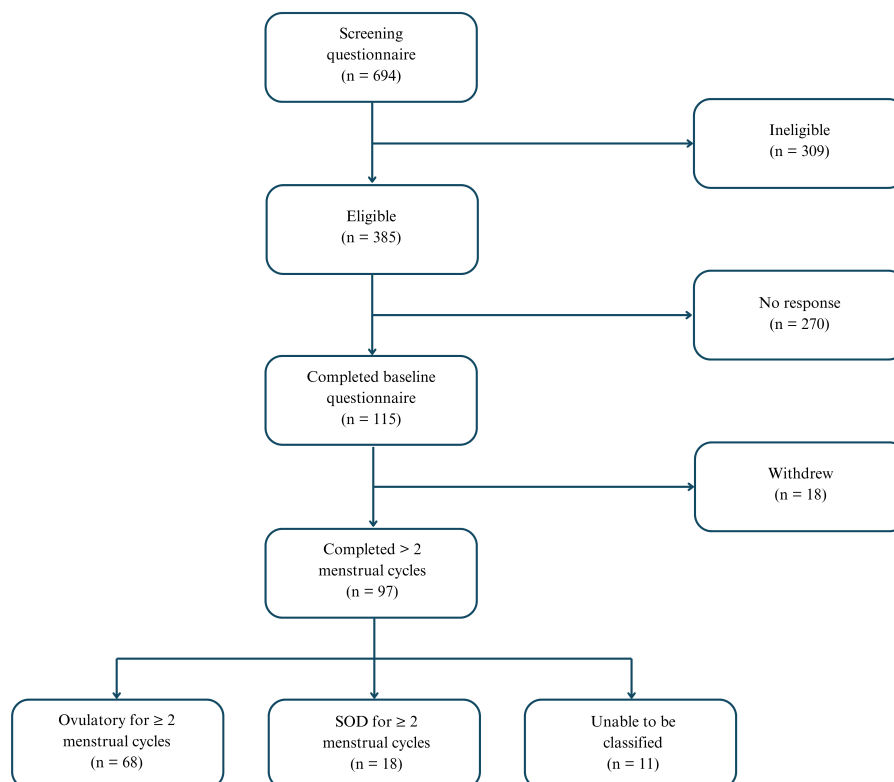 Screening
questionnaire
(n = 694)
Ineligible
(n = 309)
Eligible
(n = 385)
No response
(n = 270)
Completed baseline
questionnaire
(n = 115)
Withdrew
(n = 18)
Completed > 2
menstrual cycles
(n = 97)
Ovulatory for ≥ 2
menstrual cycles
(n = 68)
SOD for ≥ 2
menstrual cycles
(n = 18)
Unable to be
classified
(n = 11)